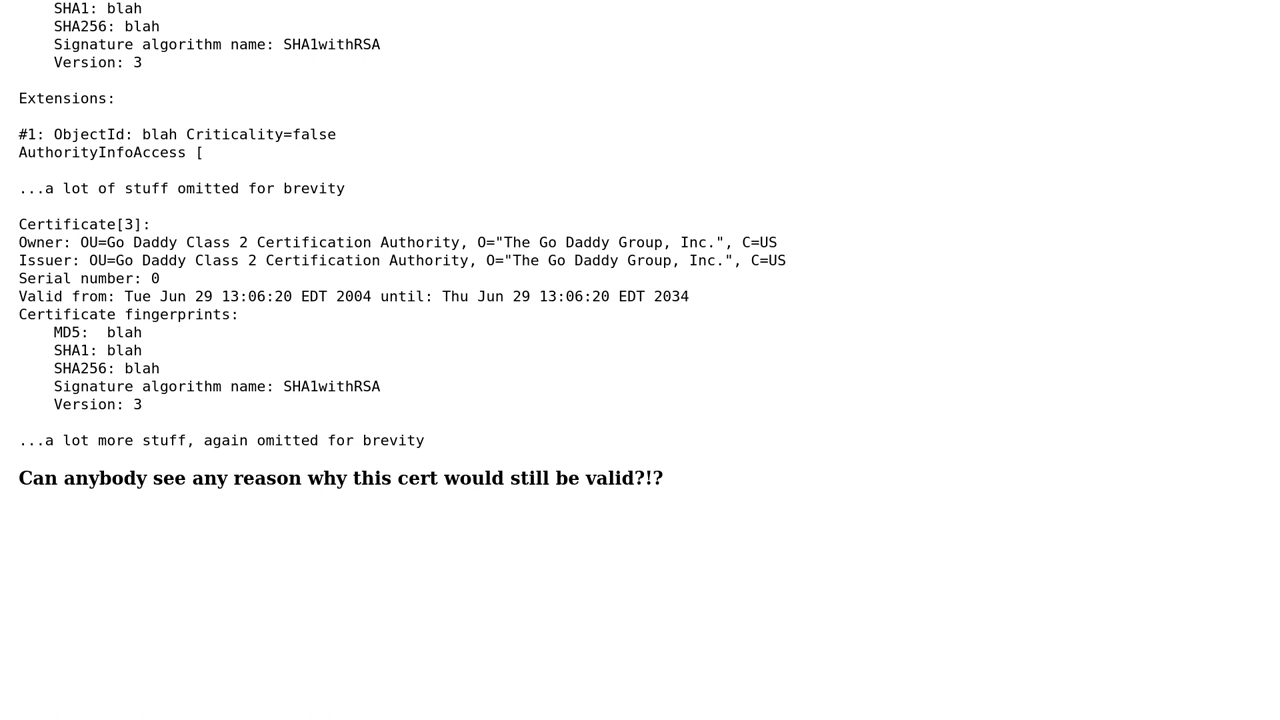 SHA1: blah
SHA256: blah
Signature algorithm name: SHA1withRSA
Version: 3
Extensions:
#1: ObjectId: blah Criticality=false
AuthorityInfoAccess [
...a lot of stuff omitted for brevity
Certificate[3]:
Owner: OU=Go Daddy Class 2 Certification Authority, O="The Go Daddy Group, Inc.", C=US
Issuer: OU=Go Daddy Class 2 Certification Authority, O="The Go Daddy Group, Inc.", C=US
Serial number: 0
Valid from: Tue Jun 29 13:06:20 EDT 2004 until: Thu Jun 29 13:06:20 EDT 2034
Certificate fingerprints:
MD5:  blah
SHA1: blah
SHA256: blah
Signature algorithm name: SHA1withRSA
Version: 3
...a lot more stuff, again omitted for brevity
Can anybody see any reason why this cert would still be valid?!?